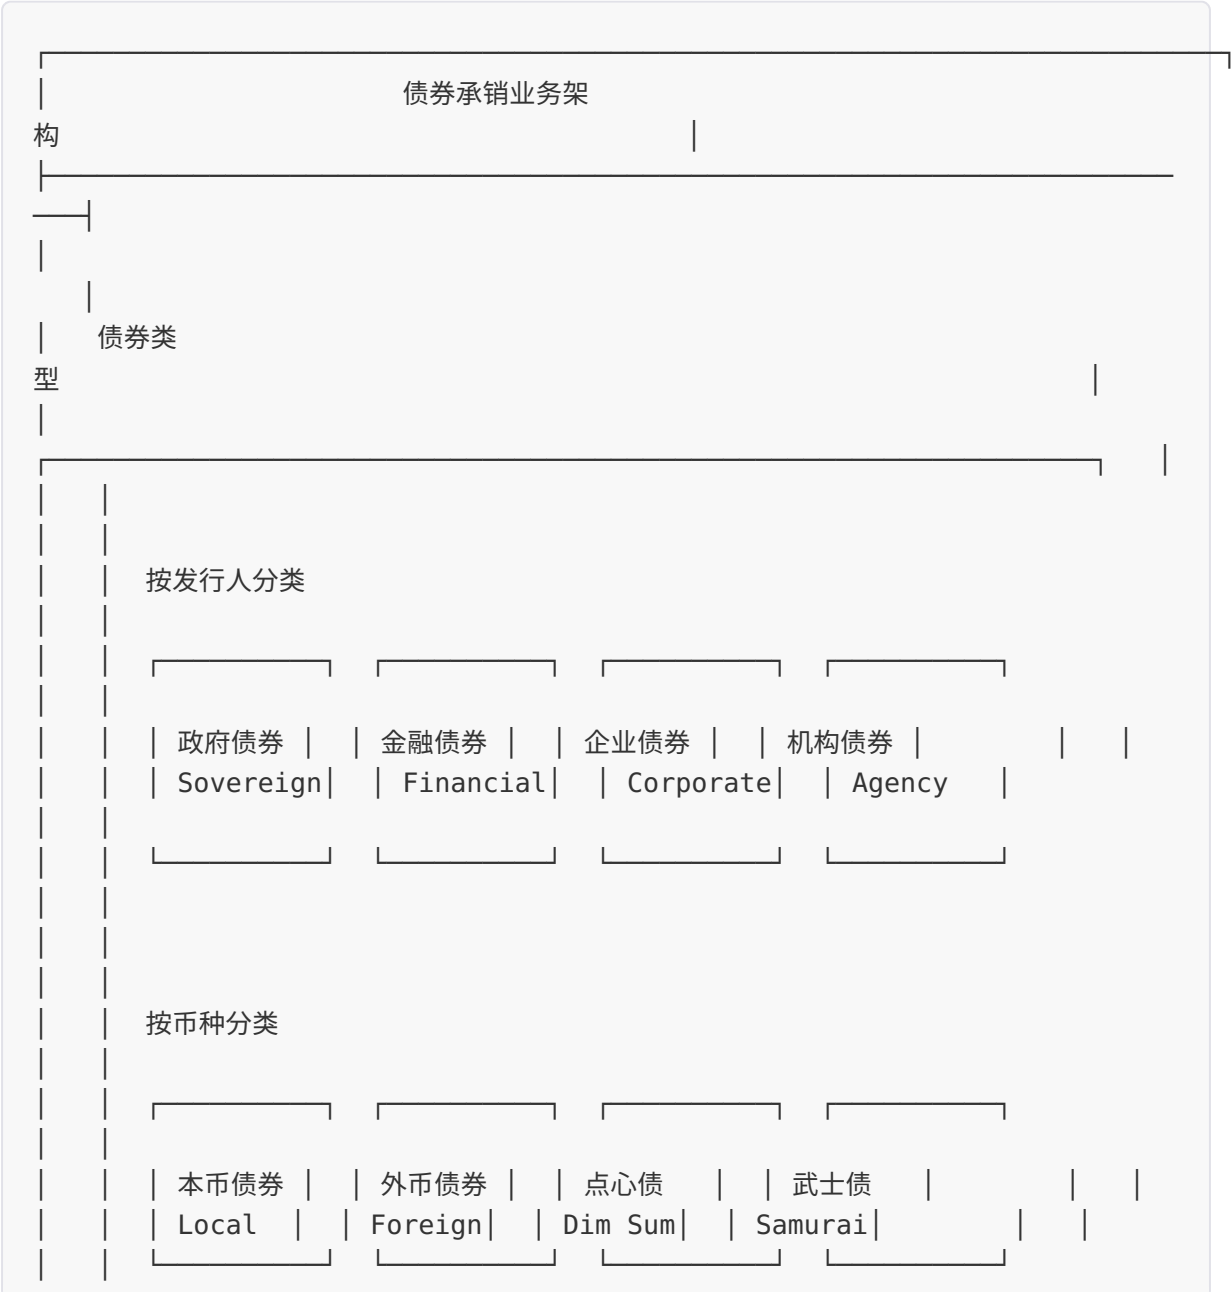 债券承销业务架
构
债券类
型
按发行人分类
政府债券 金融债券 企业债券 机构债券
Sovereign Financial Corporate Agency
按币种分类
本币债券 外币债券 点心债 武士债
Local Foreign Dim Sum Samurai